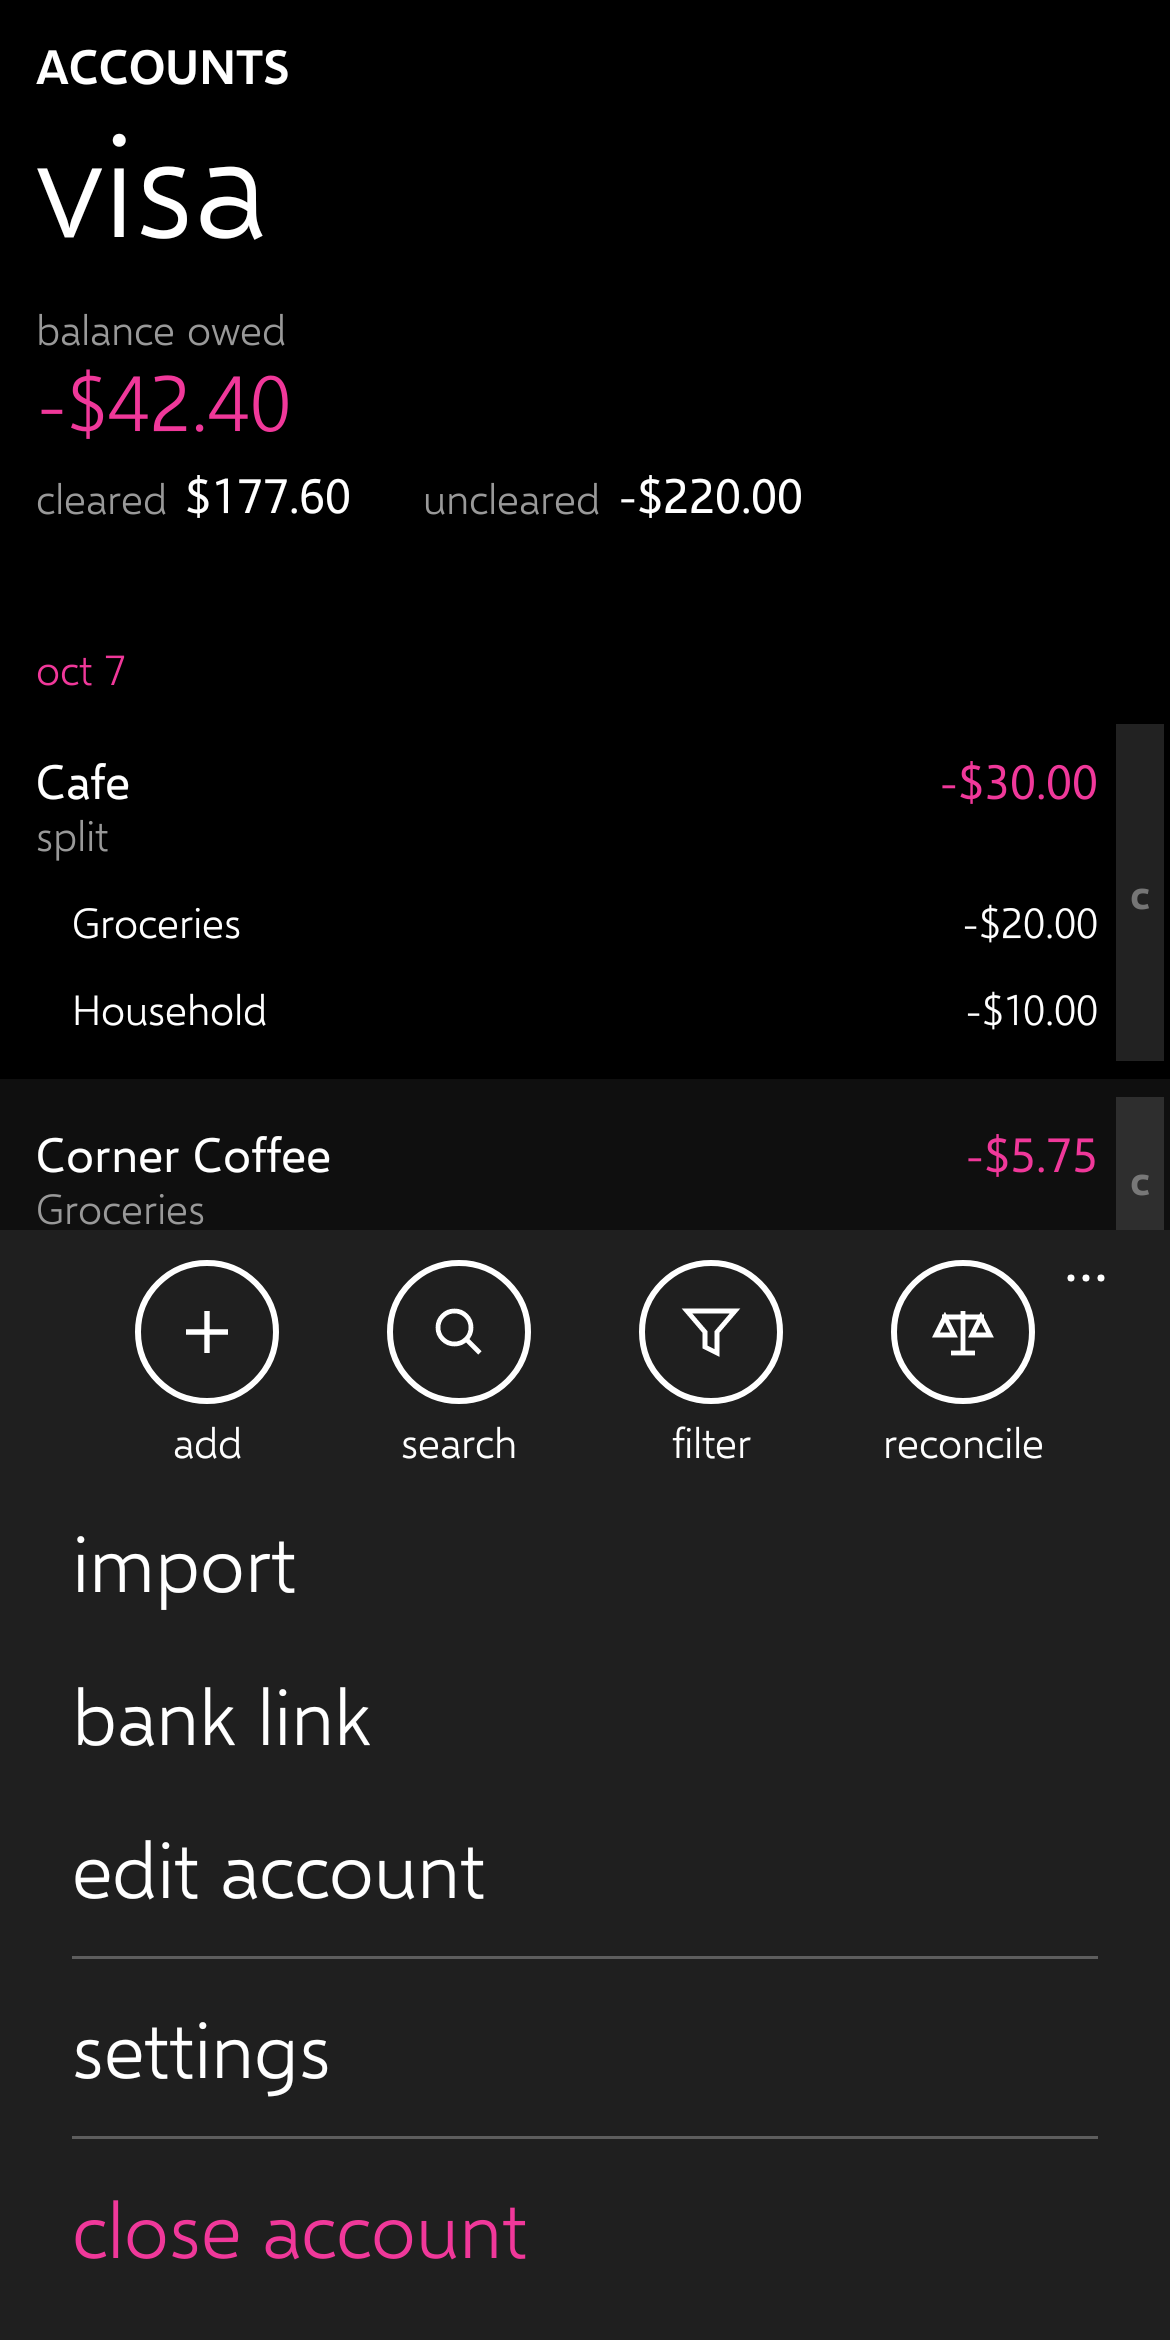 ACCOUNTS
visa
balance owed
-$42.40
cleared $177.60 uncleared -$220.00
oct 7
Cafe -$30.00
split
c
Groceries -$20.00
Household -$10.00
Corner Coffee -$5.75
c
Groceries
add search filter reconcile
import
bank link
edit account
settings
close account